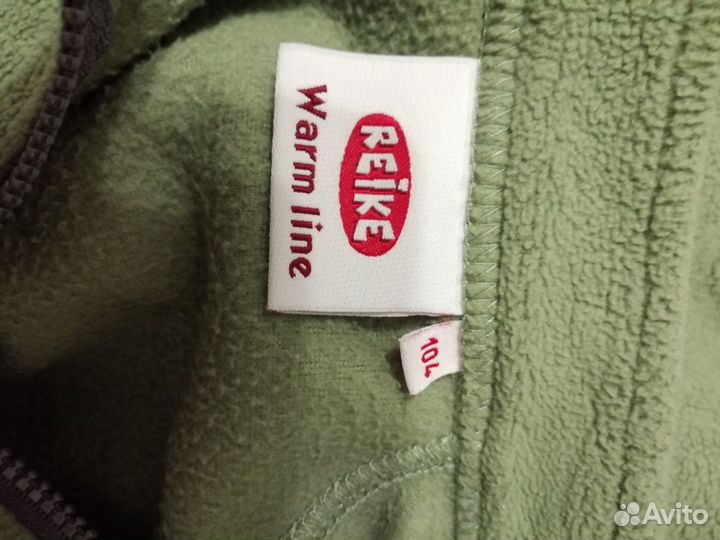 REIKE
Warm line
104
Avito